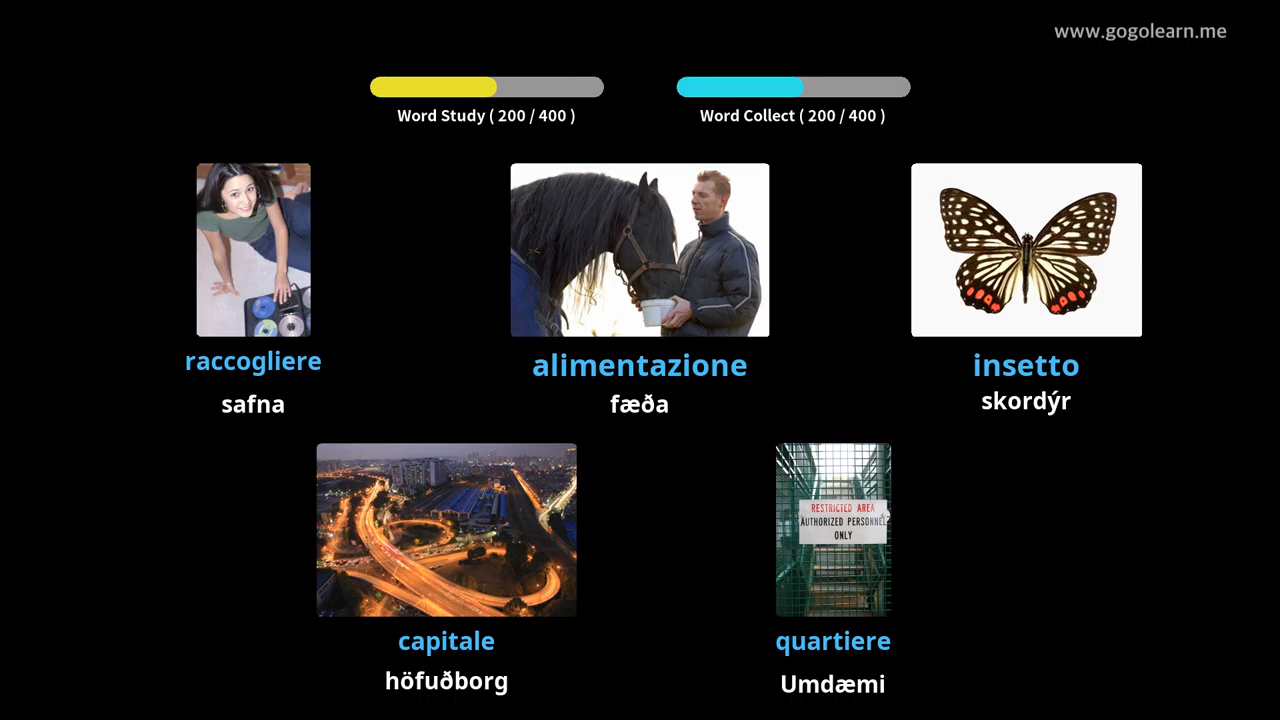 www.gogolearn.me
Word Study ( 200 / 400 )
Word Collect ( 200 / 400 )
raccogliere
safna
alimentazione
fæða
insetto
skordýr
RESTRICTED AREA
AUTHORIZED PERSONNEL
ONLY
capitale
höfuðborg
quartiere
Umdæmi